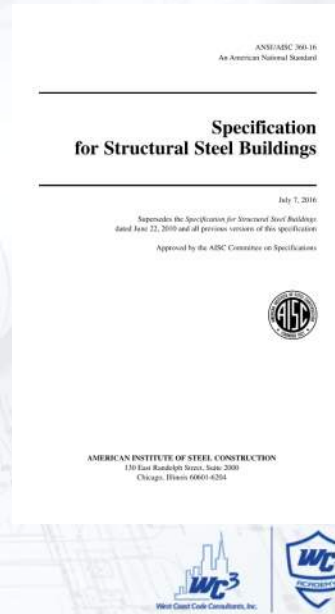 ANSI/AISC 360-16
An American National Standard
Specification
for Structural Steel Buildings
July 7, 2016
Supersedes the Specification for Structural Steel Buildings
dated June 22, 2010 and all previous versions of this specification
Approved by the AISC Committee on Specifications
AISC
AMERICAN INSTITUTE OF STEEL CONSTRUCTION
130 East Randolph Street, Suite 2000
Chicago, Illinois 60601-6204
WC3
West Coast Code Consultants, Inc.
WC
ACADEMY